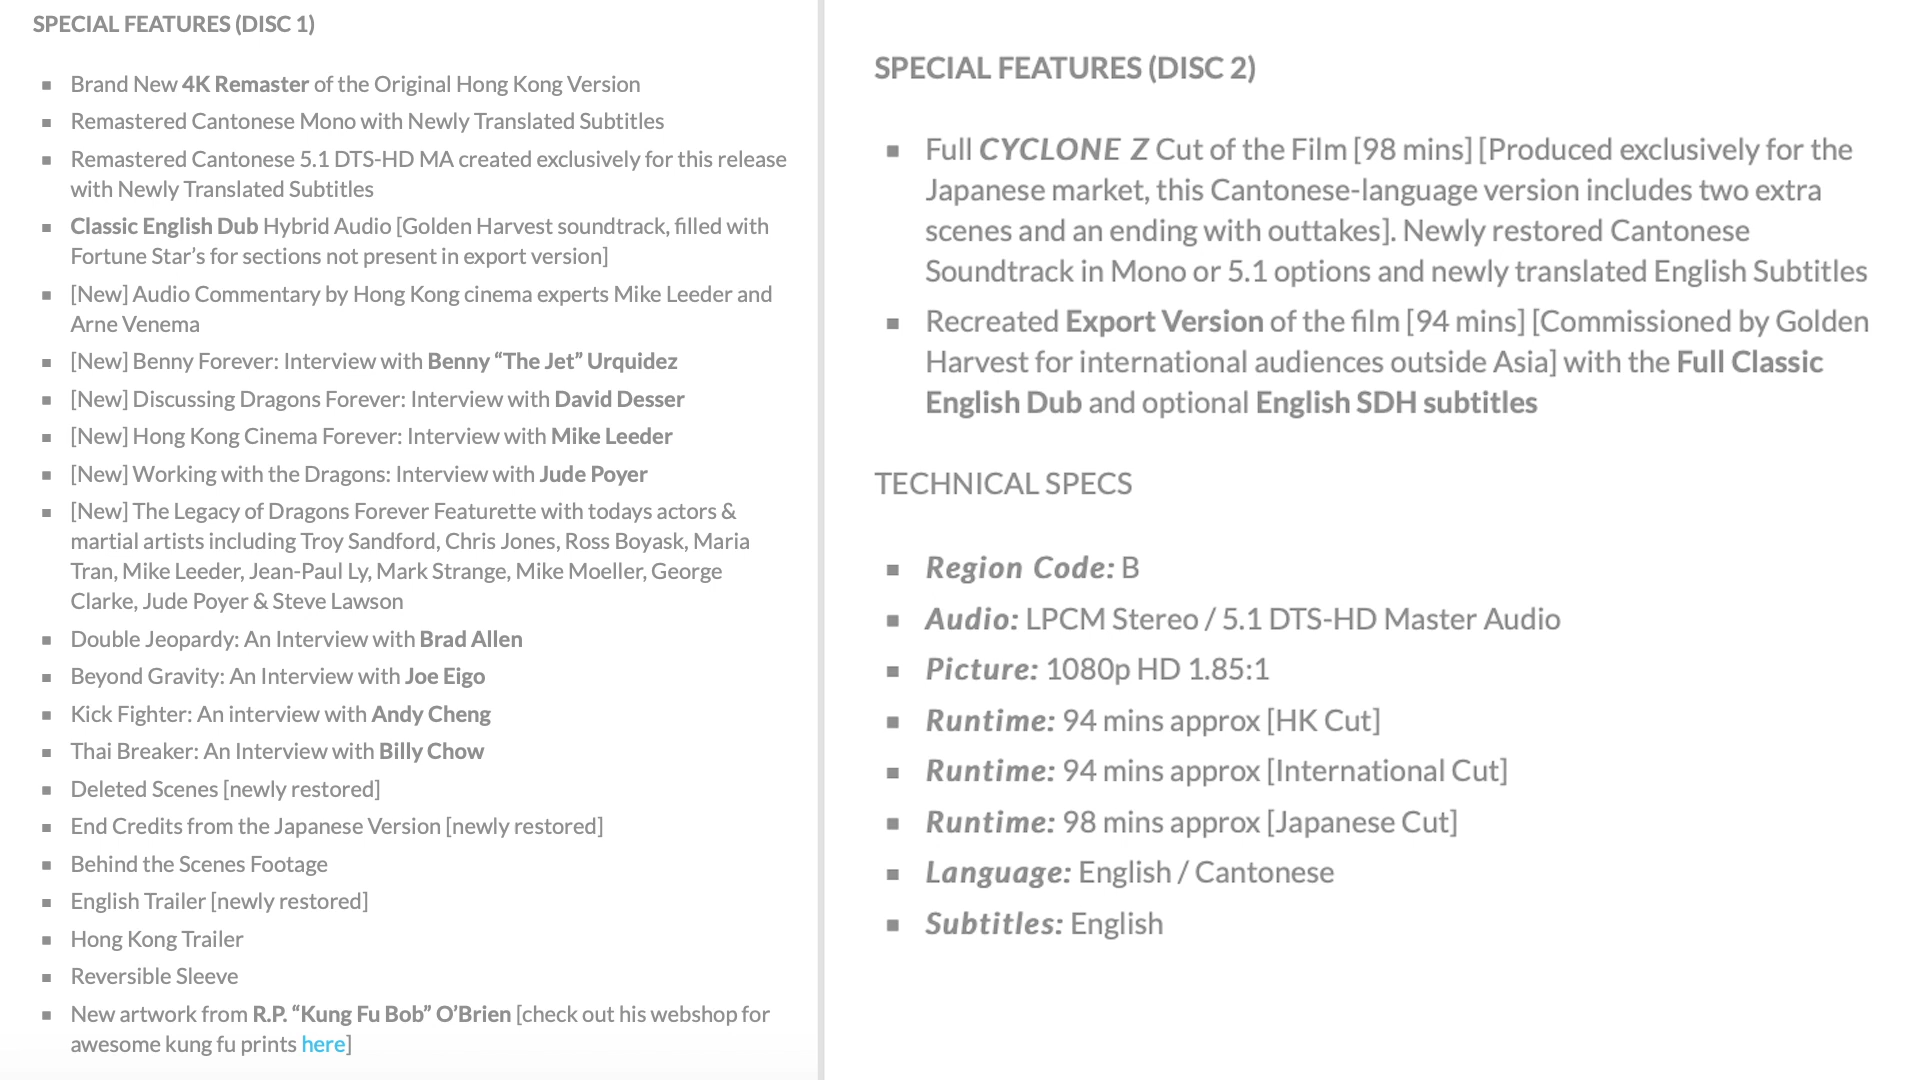 SPECIAL FEATURES (DISC 1)
Brand New 4K Remaster of the Original Hong Kong Version
Remastered Cantonese Mono with Newly Translated Subtitles
Remastered Cantonese 5.1 DTS-HD MA created exclusively for this release
with Newly Translated Subtitles
Classic English Dub Hybrid Audio [Golden Harvest soundtrack, filled with
Fortune Star’s for sections not present in export version]
[New] Audio Commentary by Hong Kong cinema experts Mike Leeder and
Arne Venema
[New] Benny Forever: Interview with Benny “The Jet” Urquidez
[New] Discussing Dragons Forever: Interview with David Desser
[New] Hong Kong Cinema Forever: Interview with Mike Leeder
[New] Working with the Dragons: Interview with Jude Poyer
[New] The Legacy of Dragons Forever Featurette with todays actors &
martial artists including Troy Sandford, Chris Jones, Ross Boyask, Maria
Tran, Mike Leeder, Jean-Paul Ly, Mark Strange, Mike Moeller, George
Clarke, Jude Poyer & Steve Lawson
Double Jeopardy: An Interview with Brad Allen
Beyond Gravity: An Interview with Joe Eigo
Kick Fighter: An interview with Andy Cheng
Thai Breaker: An Interview with Billy Chow
Deleted Scenes [newly restored]
End Credits from the Japanese Version [newly restored]
Behind the Scenes Footage
English Trailer [newly restored]
Hong Kong Trailer
Reversible Sleeve
New artwork from R.P. “Kung Fu Bob” O’Brien [check out his webshop for
awesome kung fu prints here]
SPECIAL FEATURES (DISC 2)
Full CYCLONE Z Cut of the Film [98 mins] [Produced exclusively for the
Japanese market, this Cantonese-language version includes two extra
scenes and an ending with outtakes]. Newly restored Cantonese
Soundtrack in Mono or 5.1 options and newly translated English Subtitles
Recreated Export Version of the film [94 mins] [Commissioned by Golden
Harvest for international audiences outside Asia] with the Full Classic
English Dub and optional English SDH subtitles
TECHNICAL SPECS
Region Code: B
Audio: LPCM Stereo / 5.1 DTS-HD Master Audio
Picture: 1080p HD 1.85:1
Runtime: 94 mins approx [HK Cut]
Runtime: 94 mins approx [International Cut]
Runtime: 98 mins approx [Japanese Cut]
Language: English / Cantonese
Subtitles: English